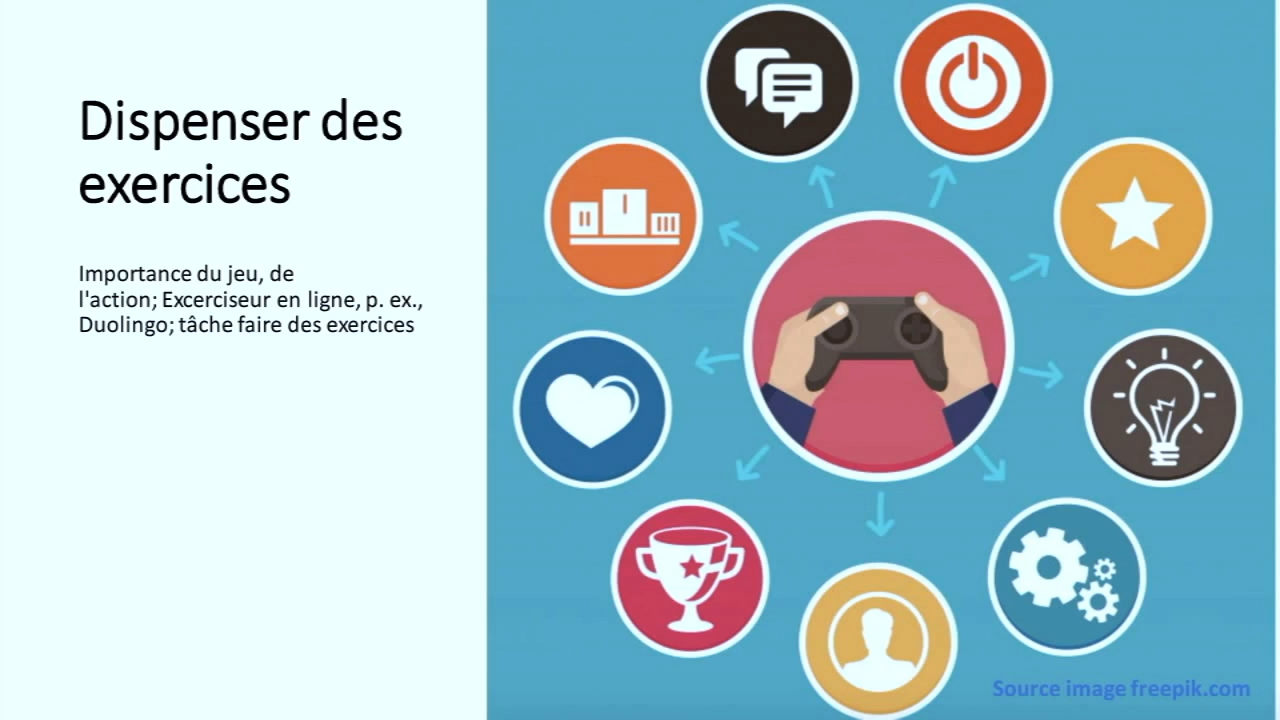 Dispenser des
exercices
Importance du jeu, de
l'action; Excerciseur en ligne, p. ex.,
Duolingo; tâche faire des exercices
Source image freepik.com